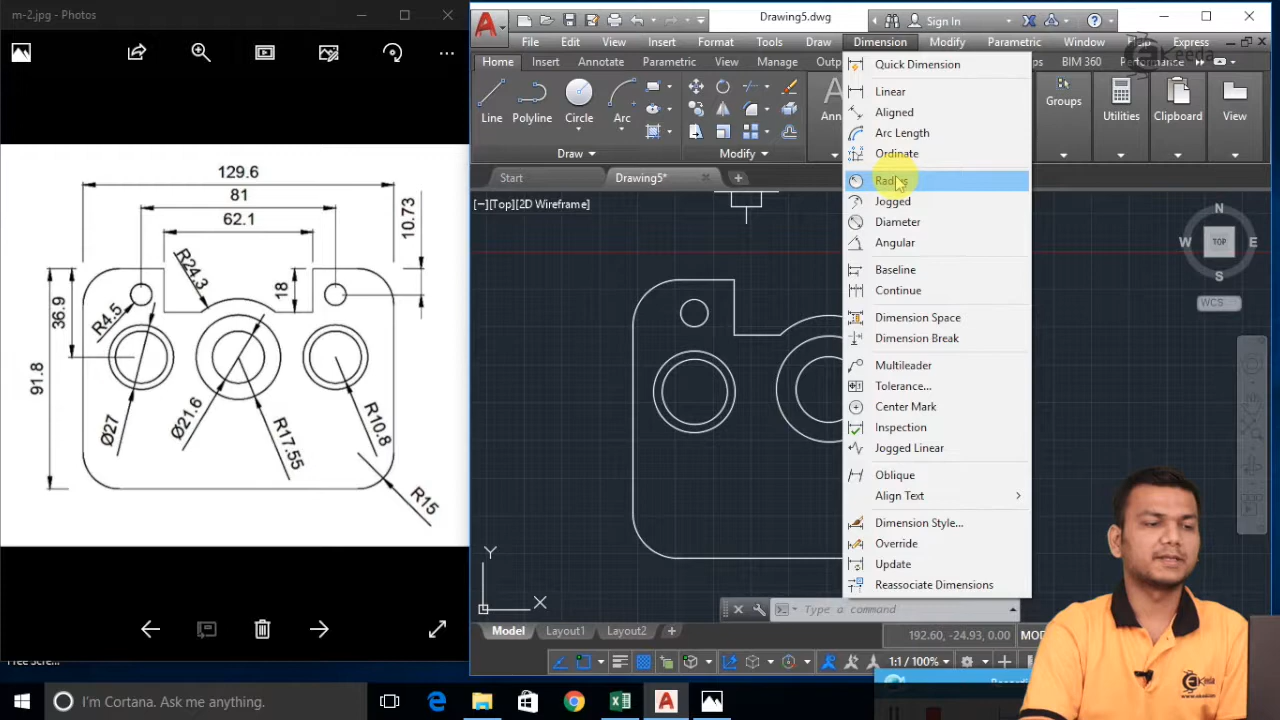 m-2.jpg - Photos
129.6
81
62.1
10.73
R24.3
18
36.9
R4.5
91.8
Ø27
Ø21.6
R17.55
R10.8
R15
Drawing5.dwg
Sign In
File Edit View Insert Format Tools Draw Dimension Modify Parametric Window Help Express
Home Insert Annotate Parametric View Manage BIM 360 Performance
Line
Polyline
Circle
Arc
Draw
Modify
Groups
Utilities
Clipboard
View
Start
Drawing5*
[−][Top][2D Wireframe]
Quick Dimension
Linear
Aligned
Arc Length
Ordinate
Radius
Jogged
Diameter
Angular
Baseline
Continue
Dimension Space
Dimension Break
Multileader
Tolerance...
Center Mark
Inspection
Jogged Linear
Oblique
Align Text
Dimension Style...
Override
Update
Reassociate Dimensions
N
W TOP E
S
WCS
Y
X
Type a command
Model Layout1 Layout2
192.60, -24.93, 0.00
1:1 / 100%
I'm Cortana. Ask me anything.